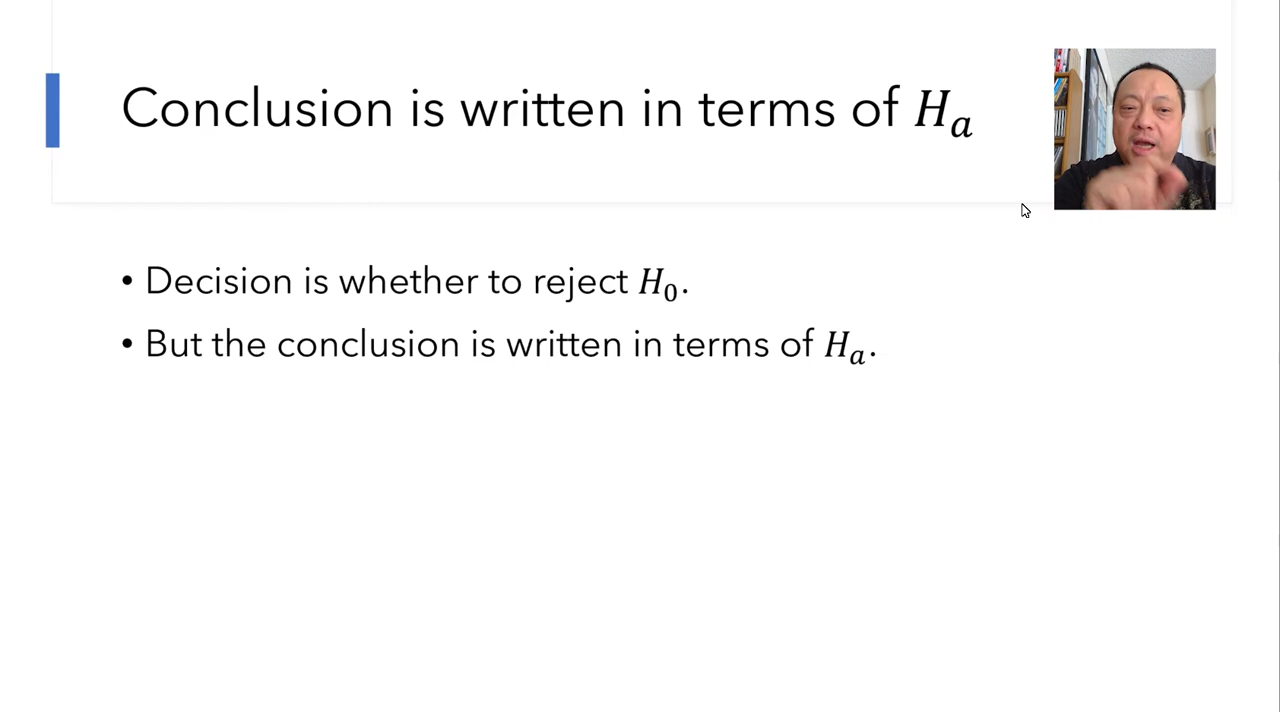 Conclusion is written in terms of Hₐ
• Decision is whether to reject H₀.
• But the conclusion is written in terms of Hₐ.